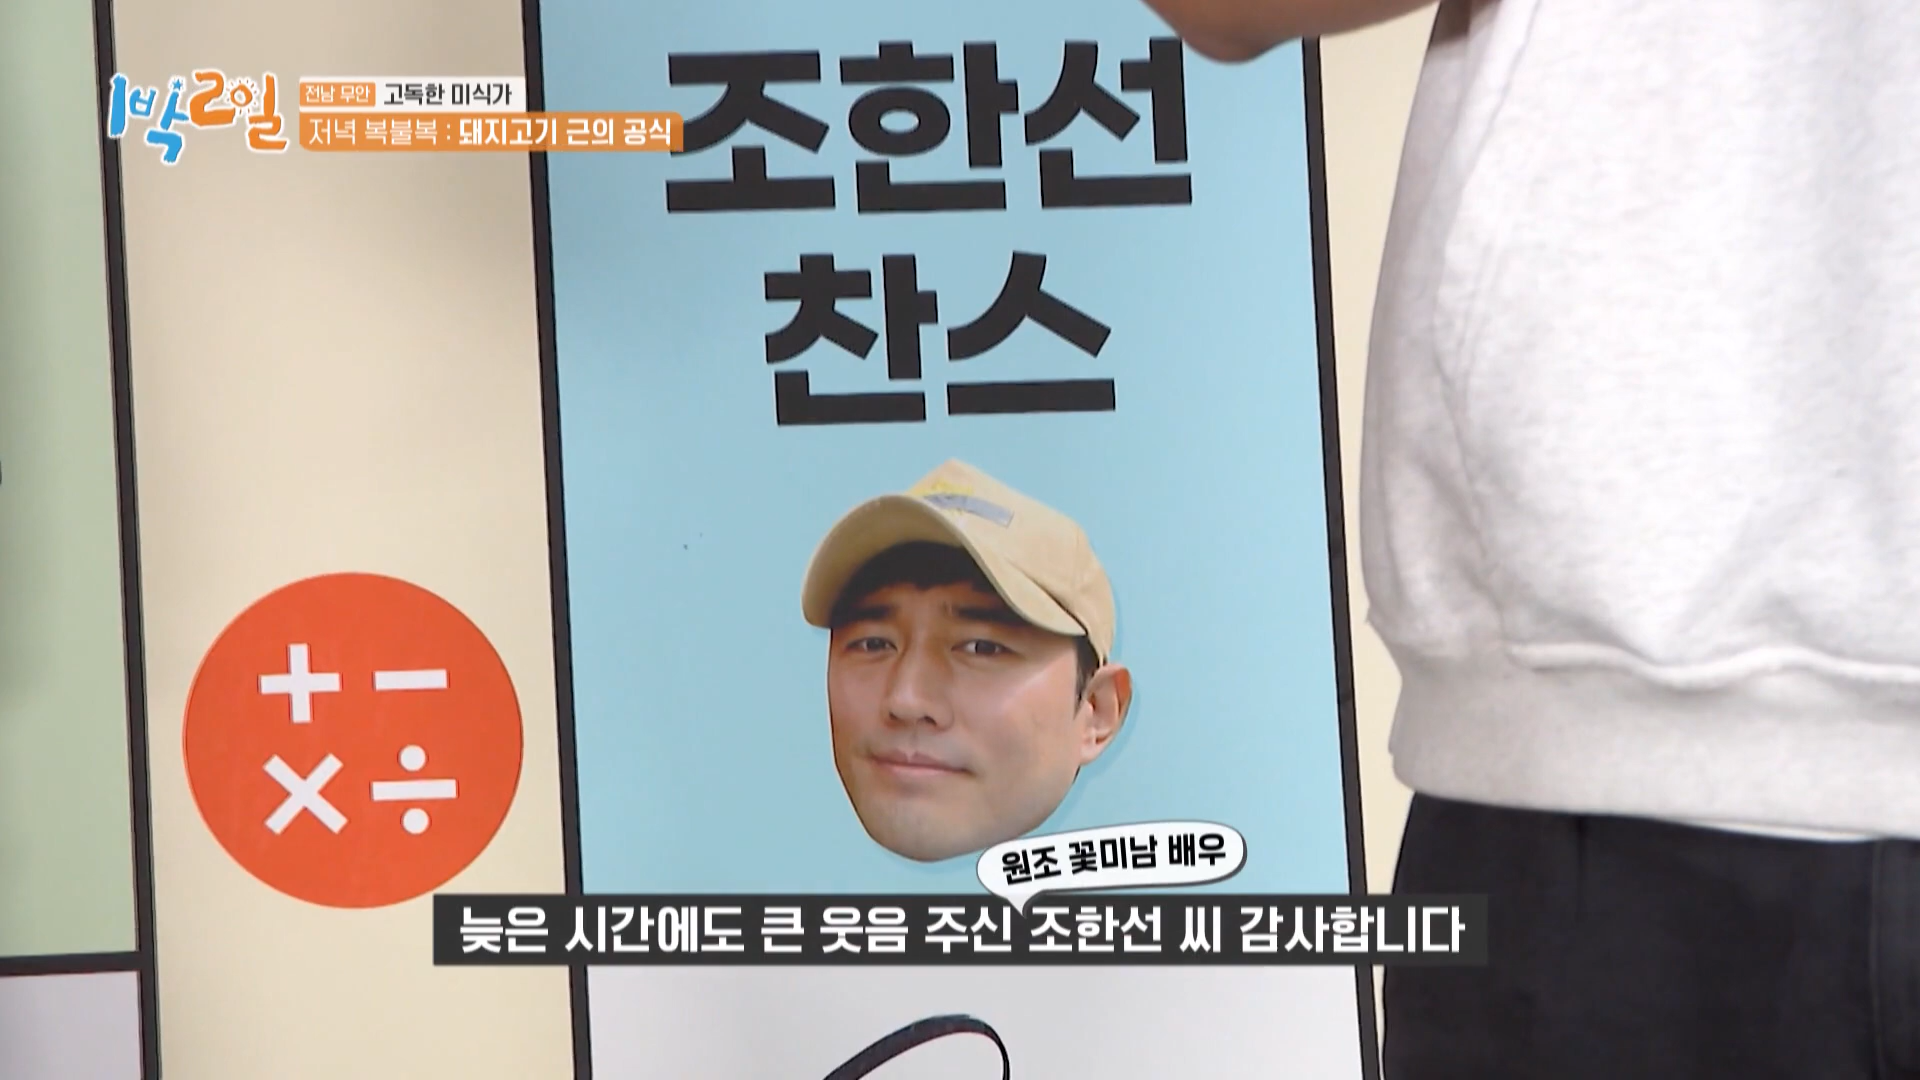 1박2일
전남 무안 고독한 미식가
저녁 복불복 : 돼지고기 근의 공식
조한선
찬스
+ −
× ÷
원조 꽃미남 배우
늦은 시간에도 큰 웃음 주신 조한선 씨 감사합니다